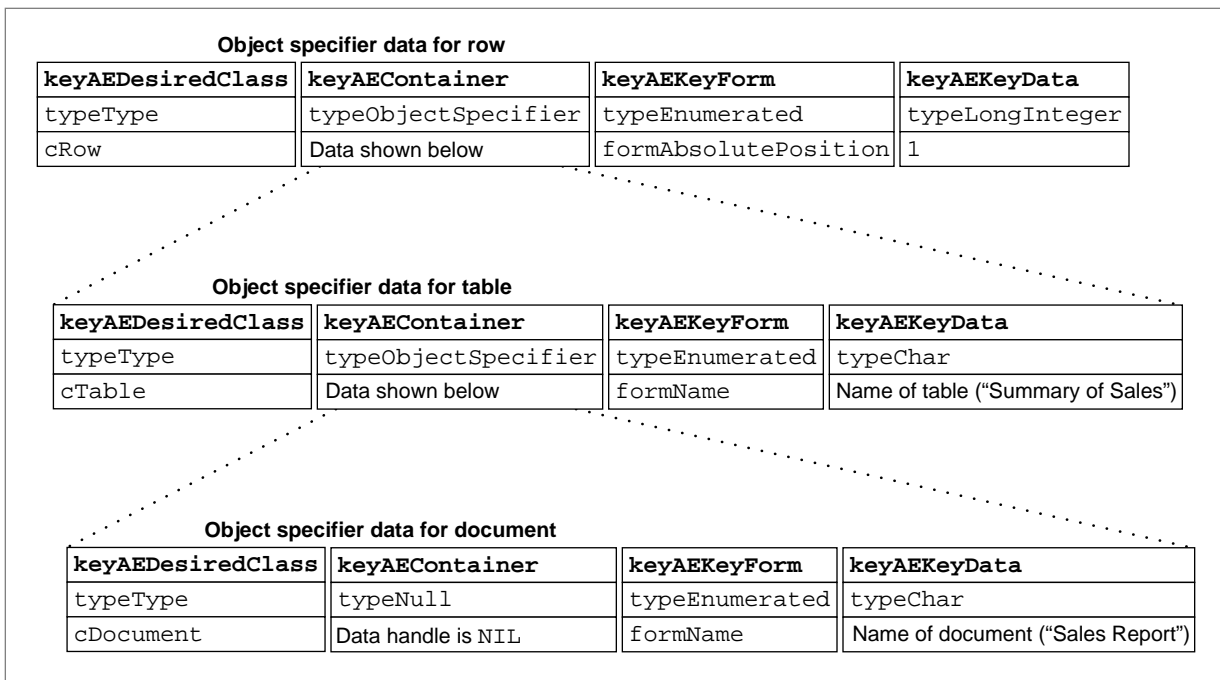 Object specifier data for row
keyAEDesiredClass keyAEContainer keyAEKeyForm keyAEKeyData
typeType typeObjectSpecifier typeEnumerated typeLongInteger
cRow Data shown below formAbsolutePosition 1
Object specifier data for table
keyAEDesiredClass keyAEContainer keyAEKeyForm keyAEKeyData
typeType typeObjectSpecifier typeEnumerated typeChar
cTable Data shown below formName Name of table (“Summary of Sales”)
Object specifier data for document
keyAEDesiredClass keyAEContainer keyAEKeyForm keyAEKeyData
typeType typeNull typeEnumerated typeChar
cDocument Data handle is NIL formName Name of document (“Sales Report”)